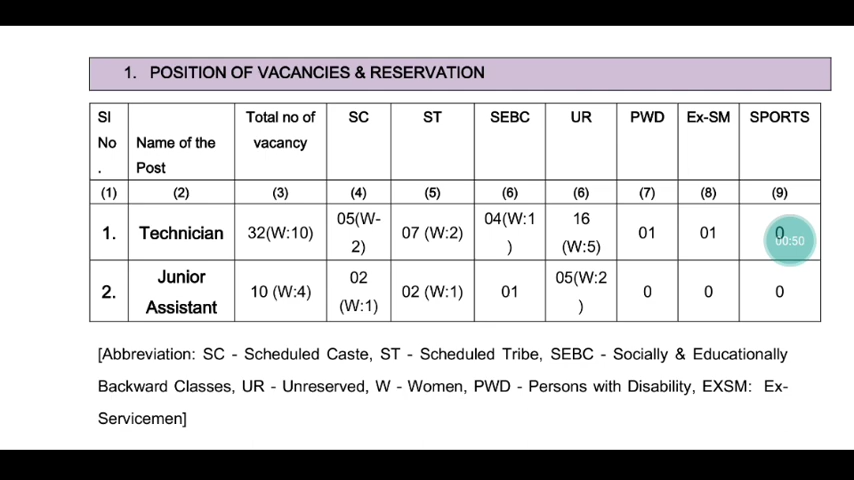 1. POSITION OF VACANCIES & RESERVATION
Sl No . Name of the Post Total no of vacancy SC ST SEBC UR PWD Ex-SM SPORTS
(1) (2) (3) (4) (5) (6) (6) (7) (8) (9)
1. Technician 32(W:10) 05(W-2) 07 (W:2) 04(W:1) 16 (W:5) 01 01 0
00:50
2. Junior Assistant 10 (W:4) 02 (W:1) 02 (W:1) 01 05(W:2) 0 0 0
[Abbreviation: SC - Scheduled Caste, ST - Scheduled Tribe, SEBC - Socially & Educationally
Backward Classes, UR - Unreserved, W - Women, PWD - Persons with Disability, EXSM: Ex-
Servicemen]